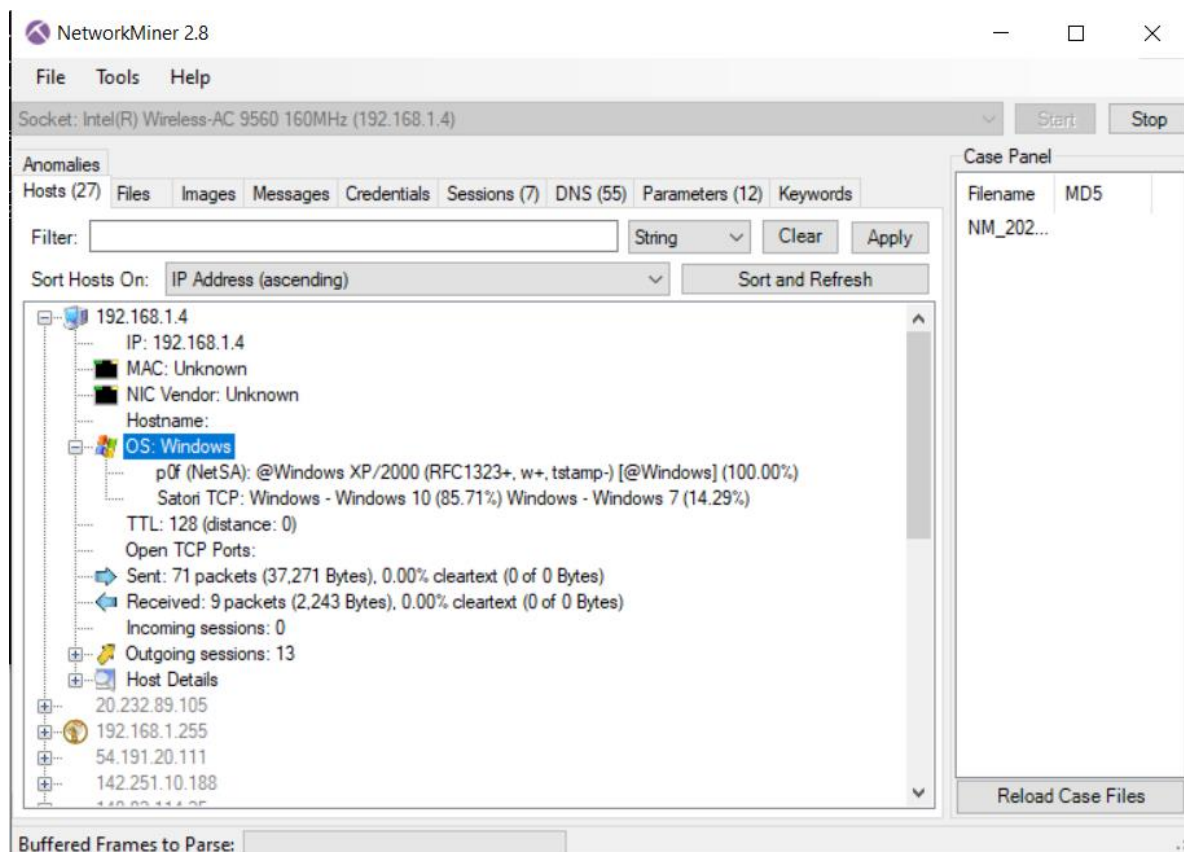 NetworkMiner 2.8
File Tools Help
Socket: Intel(R) Wireless-AC 9560 160MHz (192.168.1.4) Start Stop
Anomalies
Hosts (27) Files Images Messages Credentials Sessions (7) DNS (55) Parameters (12) Keywords
Filter: String Clear Apply
Sort Hosts On: IP Address (ascending) Sort and Refresh
192.168.1.4
IP: 192.168.1.4
MAC: Unknown
NIC Vendor: Unknown
Hostname:
OS: Windows
p0f (NetSA): @Windows XP/2000 (RFC1323+, w+, tstamp-) [@Windows] (100.00%)
Satori TCP: Windows - Windows 10 (85.71%) Windows - Windows 7 (14.29%)
TTL: 128 (distance: 0)
Open TCP Ports:
Sent: 71 packets (37,271 Bytes), 0.00% cleartext (0 of 0 Bytes)
Received: 9 packets (2,243 Bytes), 0.00% cleartext (0 of 0 Bytes)
Incoming sessions: 0
Outgoing sessions: 13
Host Details
20.232.89.105
192.168.1.255
54.191.20.111
142.251.10.188
Case Panel
Filename MD5
NM_202...
Reload Case Files
Buffered Frames to Parse: